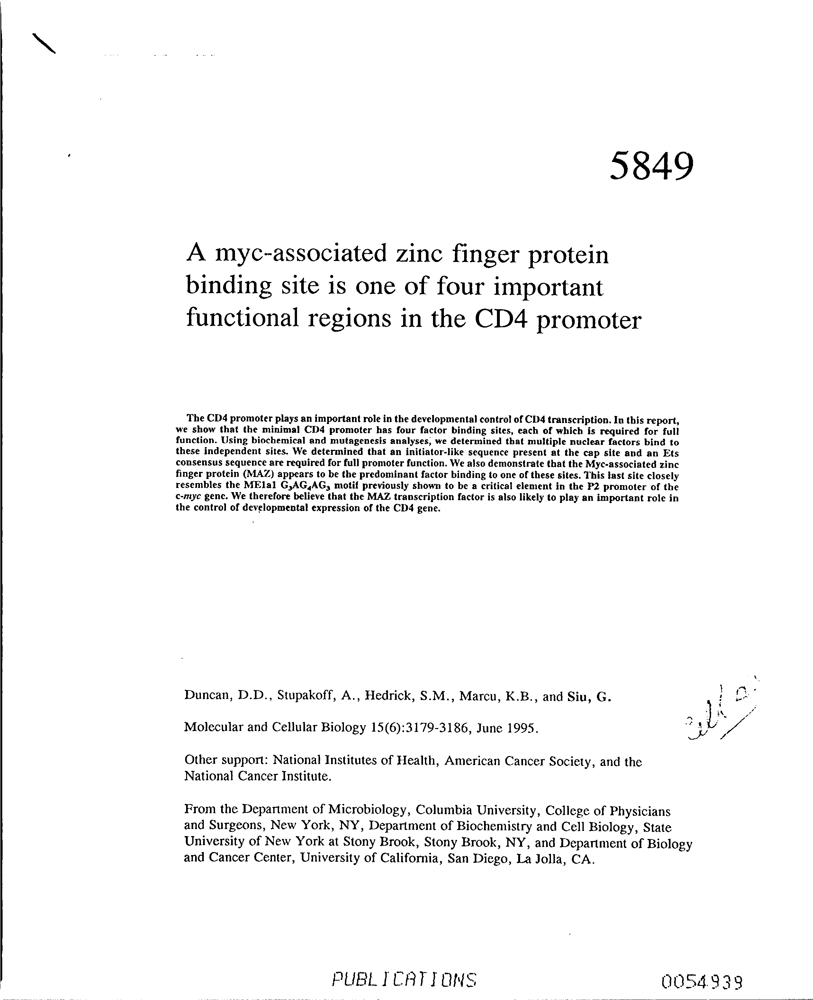 5849
A myc-associated zinc finger protein
binding site is one of four important
functional regions in the CD4 promoter
The CD4 promoter plays an important role in the developmental control of CD4 transcription. In this report,
we show that the minimal CD4 promoter has four factor binding sites, each of which is required for full
function. Using biochemical and mutagenesis analyses, we determined that multiple nuclear factors bind to
these independent sites. We determined that an initiator-like sequence present at the cap site and an Ets
consensus sequence are required for full promoter function. We also demonstrate that the Myc-associated zinc
finger protein (MAZ) appears to be the predominant factor binding to one of these sites. This last site closely
resembles the ME1a1 G₃AG₄AG₃ motif previously shown to be a critical element in the P2 promoter of the
c-myc gene. We therefore believe that the MAZ transcription factor is also likely to play an important role in
the control of developmental expression of the CD4 gene.
Duncan, D.D., Stupakoff, A., Hedrick, S.M., Marcu, K.B., and Siu, G.
Molecular and Cellular Biology 15(6):3179-3186, June 1995.
Other support: National Institutes of Health, American Cancer Society, and the
National Cancer Institute.
From the Department of Microbiology, Columbia University, College of Physicians
and Surgeons, New York, NY, Department of Biochemistry and Cell Biology, State
University of New York at Stony Brook, Stony Brook, NY, and Department of Biology
and Cancer Center, University of California, San Diego, La Jolla, CA.
PUBLICATIONS
0054939